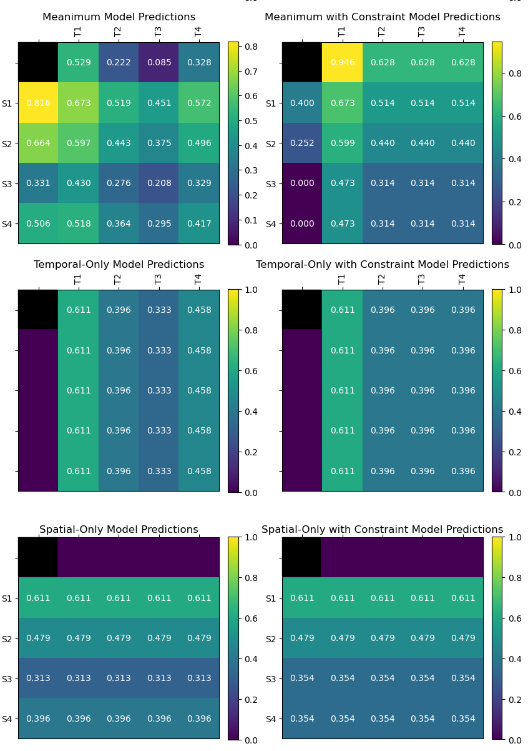 Meanimum Model Predictions
T1 T2 T3 T4
0.529 0.222 0.085 0.328
S1 0.816 0.673 0.519 0.451 0.572
S2 0.664 0.597 0.443 0.375 0.496
S3 0.331 0.430 0.276 0.208 0.329
S4 0.506 0.518 0.364 0.295 0.417
0.8
0.7
0.6
0.5
0.4
0.3
0.2
0.1
0.0
Meanimum with Constraint Model Predictions
T1 T2 T3 T4
0.946 0.628 0.628 0.628
S1 0.400 0.673 0.514 0.514 0.514
S2 0.252 0.599 0.440 0.440 0.440
S3 0.000 0.473 0.314 0.314 0.314
S4 0.000 0.473 0.314 0.314 0.314
0.8
0.6
0.4
0.2
0.0
Temporal-Only Model Predictions
T1 T2 T3 T4
0.611 0.396 0.333 0.458
0.611 0.396 0.333 0.458
0.611 0.396 0.333 0.458
0.611 0.396 0.333 0.458
0.611 0.396 0.333 0.458
1.0
0.8
0.6
0.4
0.2
0.0
Temporal-Only with Constraint Model Predictions
T1 T2 T3 T4
0.611 0.396 0.396 0.396
0.611 0.396 0.396 0.396
0.611 0.396 0.396 0.396
0.611 0.396 0.396 0.396
0.611 0.396 0.396 0.396
1.0
0.8
0.6
0.4
0.2
0.0
Spatial-Only Model Predictions
S1 0.611 0.611 0.611 0.611 0.611
S2 0.479 0.479 0.479 0.479 0.479
S3 0.313 0.313 0.313 0.313 0.313
S4 0.396 0.396 0.396 0.396 0.396
1.0
0.8
0.6
0.4
0.2
0.0
Spatial-Only with Constraint Model Predictions
S1 0.611 0.611 0.611 0.611 0.611
S2 0.479 0.479 0.479 0.479 0.479
S3 0.354 0.354 0.354 0.354 0.354
S4 0.354 0.354 0.354 0.354 0.354
1.0
0.8
0.6
0.4
0.2
0.0